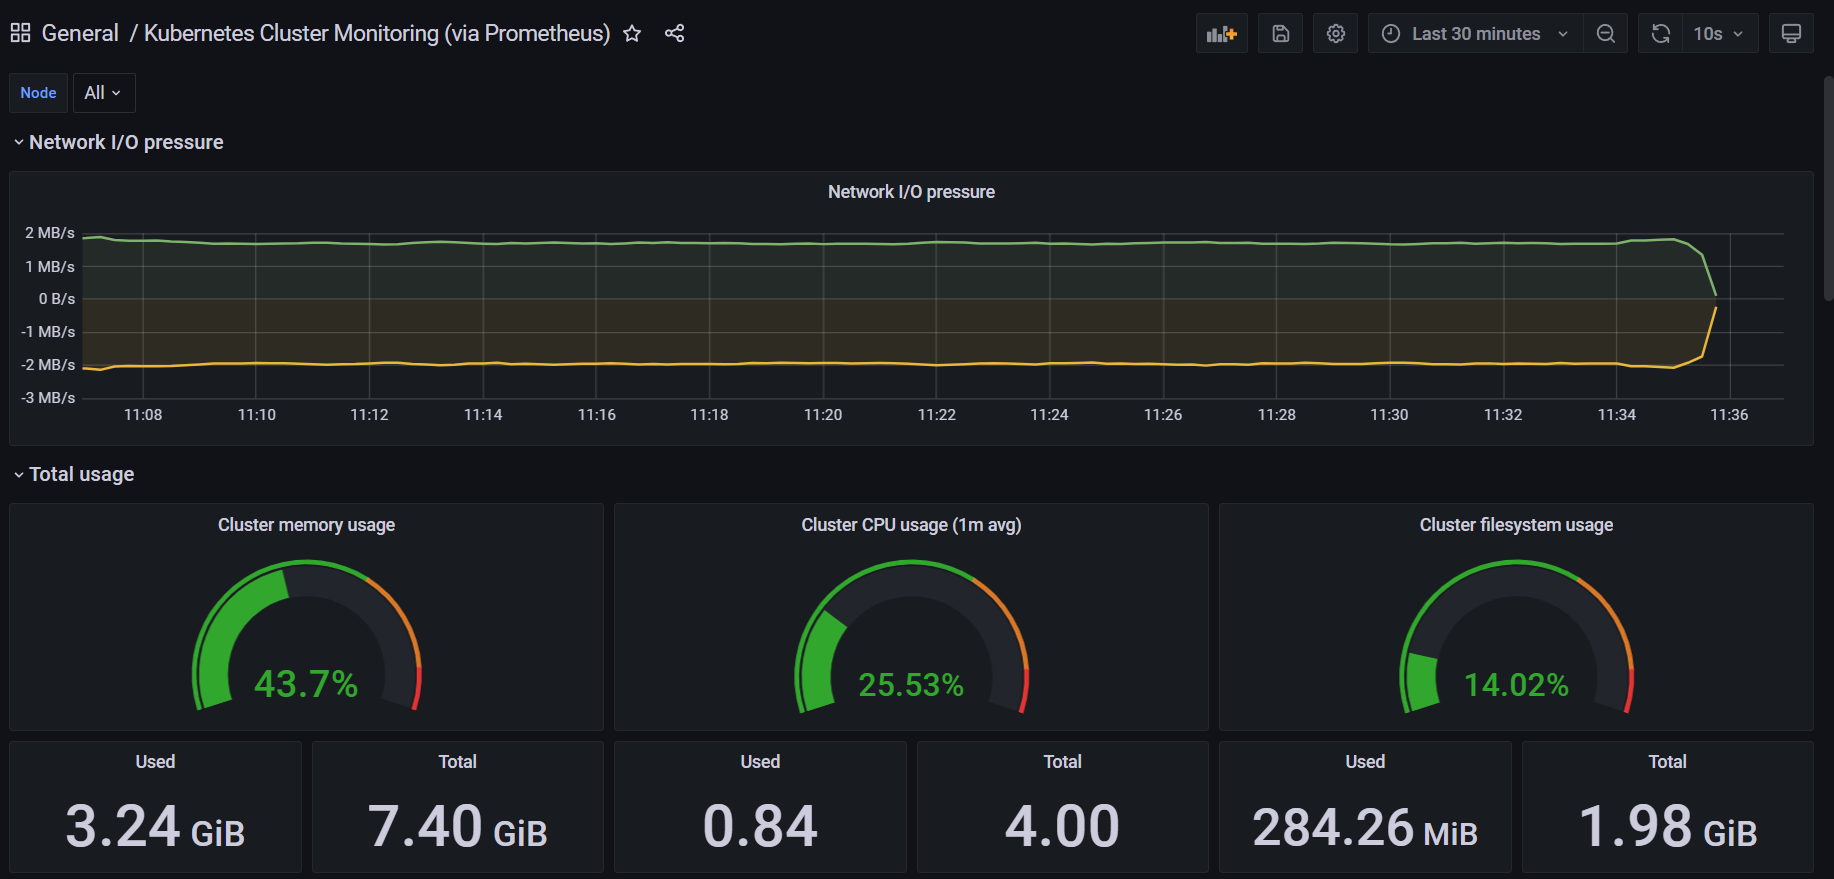 General / Kubernetes Cluster Monitoring (via Prometheus)
Last 30 minutes
10s
Node
All
Network I/O pressure
Network I/O pressure
2 MB/s
1 MB/s
0 B/s
-1 MB/s
-2 MB/s
-3 MB/s
11:08 11:10 11:12 11:14 11:16 11:18 11:20 11:22 11:24 11:26 11:28 11:30 11:32 11:34 11:36
Total usage
Cluster memory usage
43.7%
Cluster CPU usage (1m avg)
25.53%
Cluster filesystem usage
14.02%
Used
3.24 GiB
Total
7.40 GiB
Used
0.84
Total
4.00
Used
284.26 MiB
Total
1.98 GiB